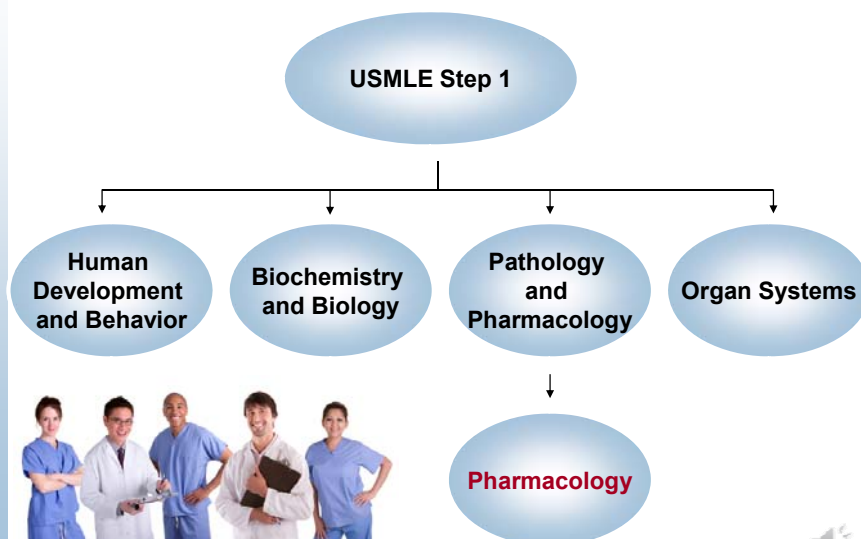 USMLE Step 1
Human
Development
and Behavior
Biochemistry
and Biology
Pathology
and
Pharmacology
Organ Systems
Pharmacology